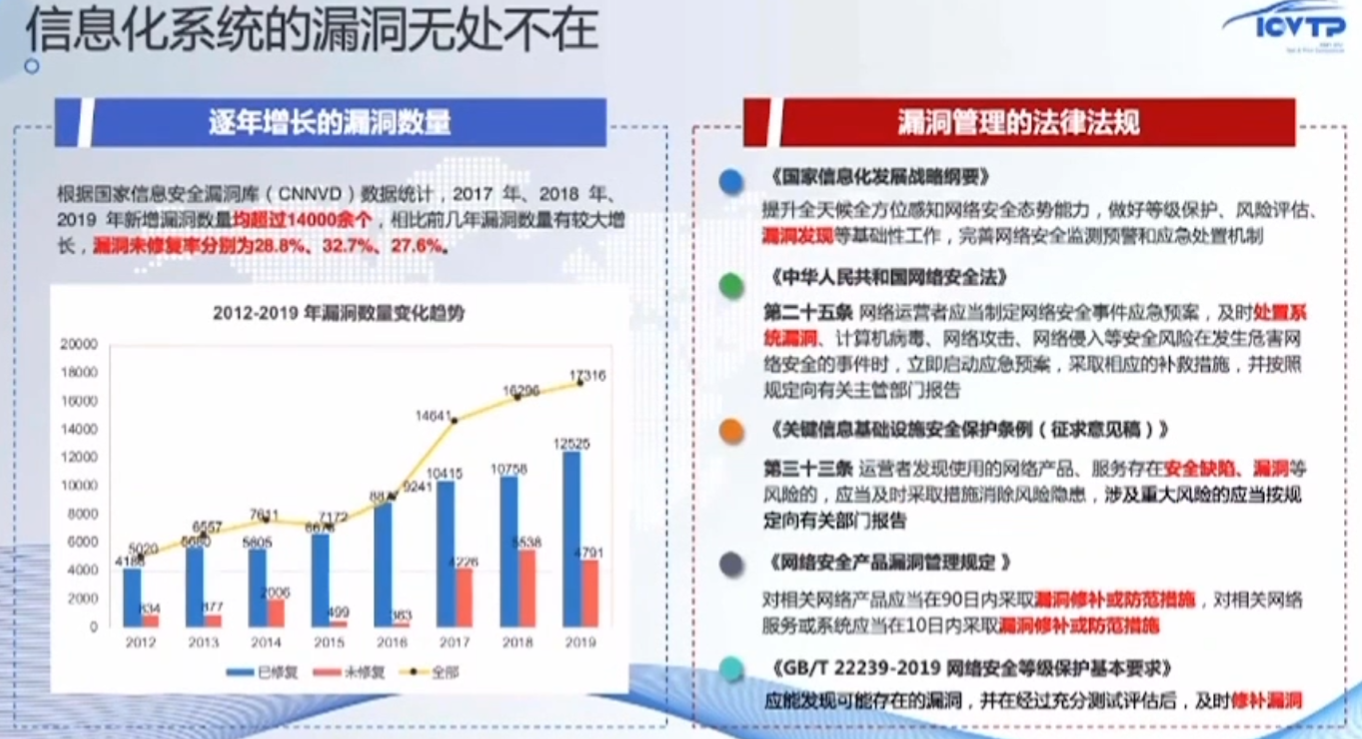 信息化系统的漏洞无处不在
ICVTP
逐年增长的漏洞数量
根据国家信息安全漏洞库（CNNVD）数据统计，2017 年、2018 年、
2019 年新增漏洞数量均超过14000余个，相比前几年漏洞数量有较大增
长，漏洞未修复率分别为28.8%、32.7%、27.6%。
2012-2019 年漏洞数量变化趋势
20000
18000
16000
14000
12000
10000
8000
6000
4000
2000
0
5020
6557
7611
7172
9241
14641
16296
17316
5805
10415
10758
12525
834
877
2006
499
363
4226
5538
4791
2012
2013
2014
2015
2016
2017
2018
2019
已修复
未修复
全部
漏洞管理的法律法规
《国家信息化发展战略纲要》
提升全天候全方位感知网络安全态势能力，做好等级保护、风险评估、
漏洞发现等基础性工作，完善网络安全监测预警和应急处置机制
《中华人民共和国网络安全法》
第二十五条 网络运营者应当制定网络安全事件应急预案，及时处置系
统漏洞、计算机病毒、网络攻击、网络侵入等安全风险在发生危害网
络安全的事件时，立即启动应急预案，采取相应的补救措施，并按照
规定向有关主管部门报告
《关键信息基础设施安全保护条例（征求意见稿）》
第三十三条 运营者发现使用的网络产品、服务存在安全缺陷、漏洞等
风险的，应当及时采取措施消除风险隐患，涉及重大风险的应当按规
定向有关部门报告
《网络安全产品漏洞管理规定 》
对相关网络产品应当在90日内采取漏洞修补或防范措施，对相关网络
服务或系统应当在10日内采取漏洞修补或防范措施
《GB/T 22239-2019 网络安全等级保护基本要求》
应能发现可能存在的漏洞，并在经过充分测试评估后，及时修补漏洞